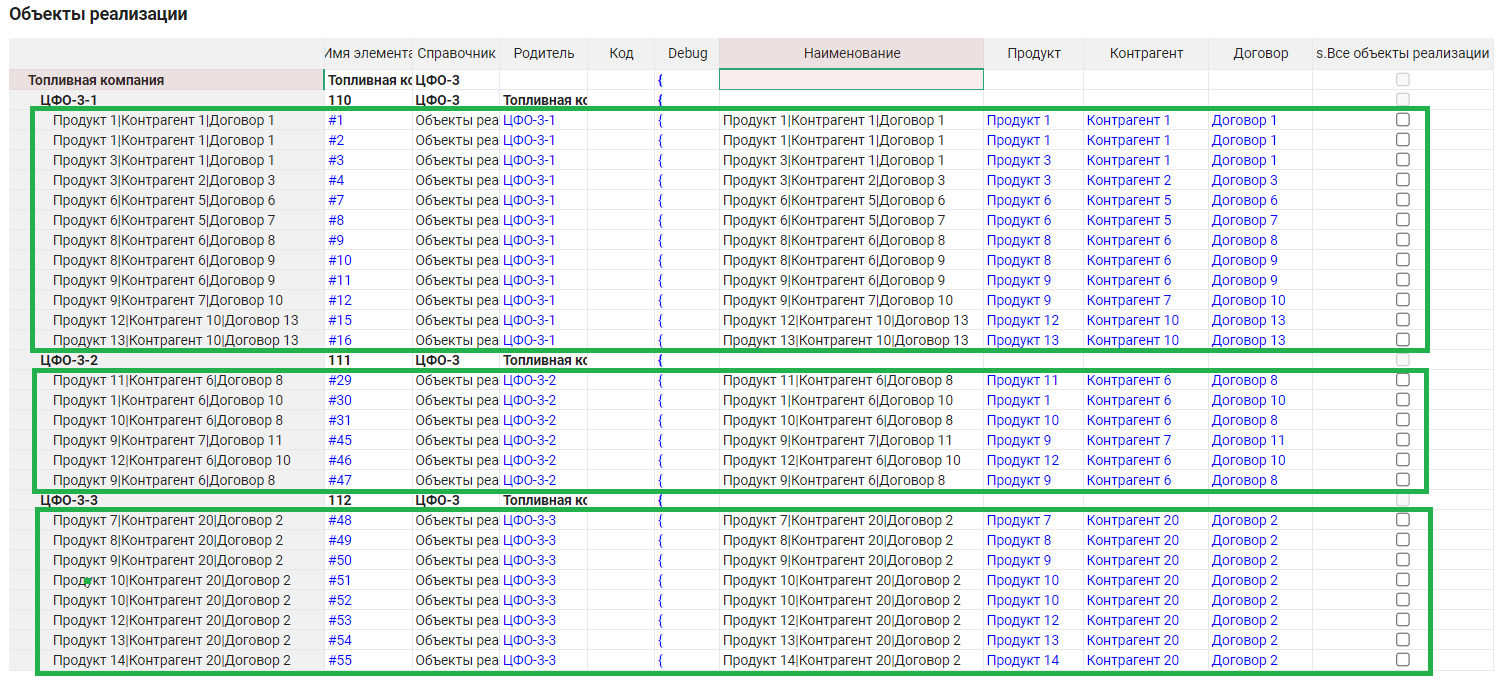 Объекты реализации
Имя элемента Справочник Родитель Код Debug Наименование Продукт Контрагент Договор s.Все объекты реализации
Топливная компания Топливная кс ЦФО-3 {
ЦФО-3-1 110 ЦФО-3 Топливная кс {
Продукт 1|Контрагент 1|Договор 1 #1 Объекты реа ЦФО-3-1 { Продукт 1|Контрагент 1|Договор 1 Продукт 1 Контрагент 1 Договор 1
Продукт 1|Контрагент 1|Договор 1 #2 Объекты реа ЦФО-3-1 { Продукт 1|Контрагент 1|Договор 1 Продукт 1 Контрагент 1 Договор 1
Продукт 3|Контрагент 1|Договор 1 #3 Объекты реа ЦФО-3-1 { Продукт 3|Контрагент 1|Договор 1 Продукт 3 Контрагент 1 Договор 1
Продукт 3|Контрагент 2|Договор 3 #4 Объекты реа ЦФО-3-1 { Продукт 3|Контрагент 2|Договор 3 Продукт 3 Контрагент 2 Договор 3
Продукт 6|Контрагент 5|Договор 6 #7 Объекты реа ЦФО-3-1 { Продукт 6|Контрагент 5|Договор 6 Продукт 6 Контрагент 5 Договор 6
Продукт 6|Контрагент 5|Договор 7 #8 Объекты реа ЦФО-3-1 { Продукт 6|Контрагент 5|Договор 7 Продукт 6 Контрагент 5 Договор 7
Продукт 8|Контрагент 6|Договор 8 #9 Объекты реа ЦФО-3-1 { Продукт 8|Контрагент 6|Договор 8 Продукт 8 Контрагент 6 Договор 8
Продукт 8|Контрагент 6|Договор 9 #10 Объекты реа ЦФО-3-1 { Продукт 8|Контрагент 6|Договор 9 Продукт 8 Контрагент 6 Договор 9
Продукт 9|Контрагент 6|Договор 9 #11 Объекты реа ЦФО-3-1 { Продукт 9|Контрагент 6|Договор 9 Продукт 9 Контрагент 6 Договор 9
Продукт 9|Контрагент 7|Договор 10 #12 Объекты реа ЦФО-3-1 { Продукт 9|Контрагент 7|Договор 10 Продукт 9 Контрагент 7 Договор 10
Продукт 12|Контрагент 10|Договор 13 #15 Объекты реа ЦФО-3-1 { Продукт 12|Контрагент 10|Договор 13 Продукт 12 Контрагент 10 Договор 13
Продукт 13|Контрагент 10|Договор 13 #16 Объекты реа ЦФО-3-1 { Продукт 13|Контрагент 10|Договор 13 Продукт 13 Контрагент 10 Договор 13
ЦФО-3-2 111 ЦФО-3 Топливная кс {
Продукт 11|Контрагент 6|Договор 8 #29 Объекты реа ЦФО-3-2 { Продукт 11|Контрагент 6|Договор 8 Продукт 11 Контрагент 6 Договор 8
Продукт 1|Контрагент 6|Договор 10 #30 Объекты реа ЦФО-3-2 { Продукт 1|Контрагент 6|Договор 10 Продукт 1 Контрагент 6 Договор 10
Продукт 10|Контрагент 6|Договор 8 #31 Объекты реа ЦФО-3-2 { Продукт 10|Контрагент 6|Договор 8 Продукт 10 Контрагент 6 Договор 8
Продукт 9|Контрагент 7|Договор 11 #45 Объекты реа ЦФО-3-2 { Продукт 9|Контрагент 7|Договор 11 Продукт 9 Контрагент 7 Договор 11
Продукт 12|Контрагент 6|Договор 10 #46 Объекты реа ЦФО-3-2 { Продукт 12|Контрагент 6|Договор 10 Продукт 12 Контрагент 6 Договор 10
Продукт 9|Контрагент 6|Договор 8 #47 Объекты реа ЦФО-3-2 { Продукт 9|Контрагент 6|Договор 8 Продукт 9 Контрагент 6 Договор 8
ЦФО-3-3 112 ЦФО-3 Топливная кс {
Продукт 7|Контрагент 20|Договор 2 #48 Объекты реа ЦФО-3-3 { Продукт 7|Контрагент 20|Договор 2 Продукт 7 Контрагент 20 Договор 2
Продукт 8|Контрагент 20|Договор 2 #49 Объекты реа ЦФО-3-3 { Продукт 8|Контрагент 20|Договор 2 Продукт 8 Контрагент 20 Договор 2
Продукт 9|Контрагент 20|Договор 2 #50 Объекты реа ЦФО-3-3 { Продукт 9|Контрагент 20|Договор 2 Продукт 9 Контрагент 20 Договор 2
Продукт 10|Контрагент 20|Договор 2 #51 Объекты реа ЦФО-3-3 { Продукт 10|Контрагент 20|Договор 2 Продукт 10 Контрагент 20 Договор 2
Продукт 10|Контрагент 20|Договор 2 #52 Объекты реа ЦФО-3-3 { Продукт 10|Контрагент 20|Договор 2 Продукт 10 Контрагент 20 Договор 2
Продукт 12|Контрагент 20|Договор 2 #53 Объекты реа ЦФО-3-3 { Продукт 12|Контрагент 20|Договор 2 Продукт 12 Контрагент 20 Договор 2
Продукт 13|Контрагент 20|Договор 2 #54 Объекты реа ЦФО-3-3 { Продукт 13|Контрагент 20|Договор 2 Продукт 13 Контрагент 20 Договор 2
Продукт 14|Контрагент 20|Договор 2 #55 Объекты реа ЦФО-3-3 { Продукт 14|Контрагент 20|Договор 2 Продукт 14 Контрагент 20 Договор 2